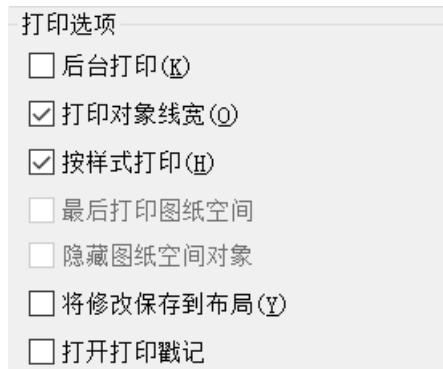 打印选项
后台打印(K)
打印对象线宽(O)
按样式打印(H)
最后打印图纸空间
隐藏图纸空间对象
将修改保存到布局(Y)
打开打印戳记